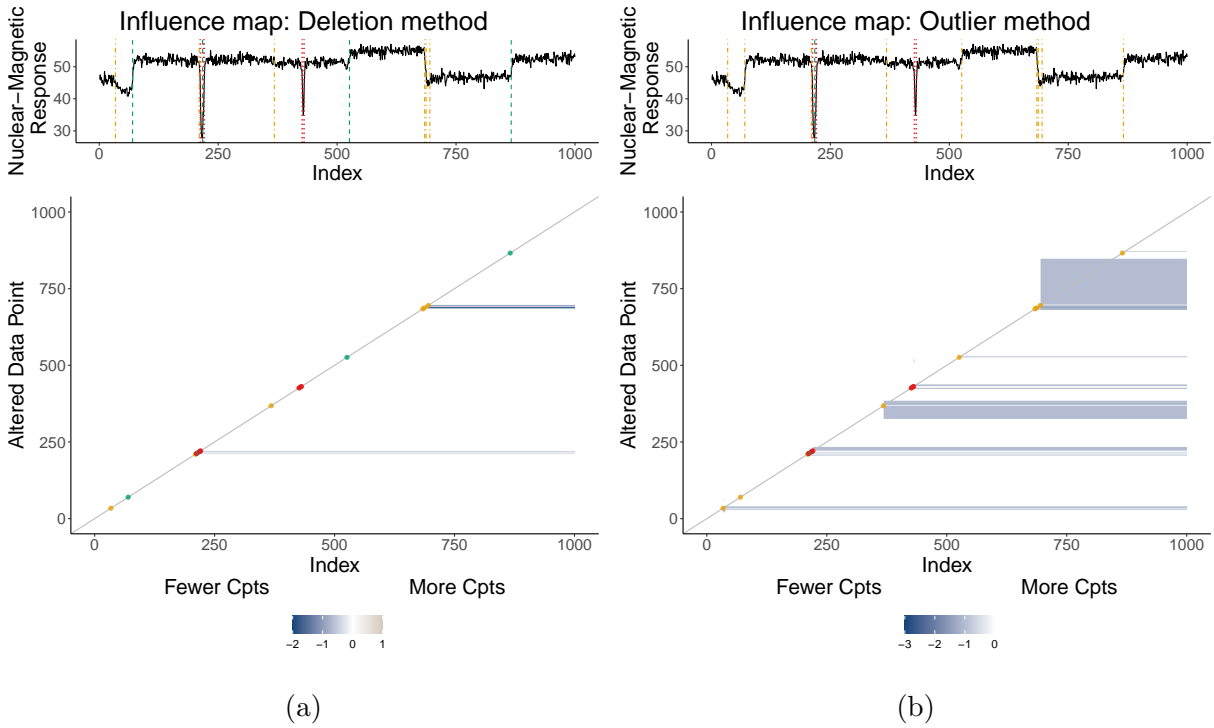 Influence map: Deletion method
Nuclear−Magnetic
Response
50
40
30
0 250 500 750 1000
Index
Altered Data Point
1000
750
500
250
0
0 250 500 750 1000
Index
Fewer Cpts More Cpts
−2 −1 0 1
(a)
Influence map: Outlier method
Nuclear−Magnetic
Response
50
40
30
0 250 500 750 1000
Index
Altered Data Point
1000
750
500
250
0
0 250 500 750 1000
Index
Fewer Cpts More Cpts
−3 −2 −1 0
(b)